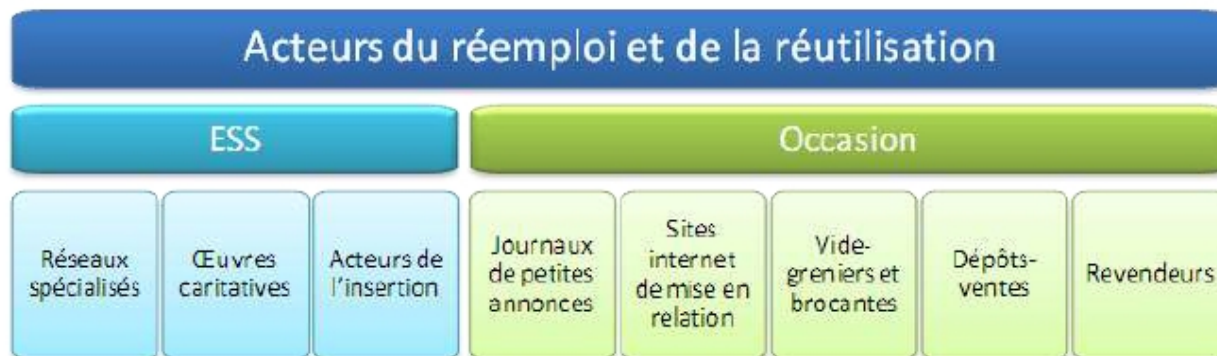 Acteurs du réemploi et de la réutilisation
ESS
Occasion
Réseaux
spécialisés
Œuvres
caritatives
Acteurs de
l'insertion
Journaux
de petites
annonces
Sites
internet
de mise en
relation
Vide-
greniers et
brocantes
Dépôts-
ventes
Revendeurs